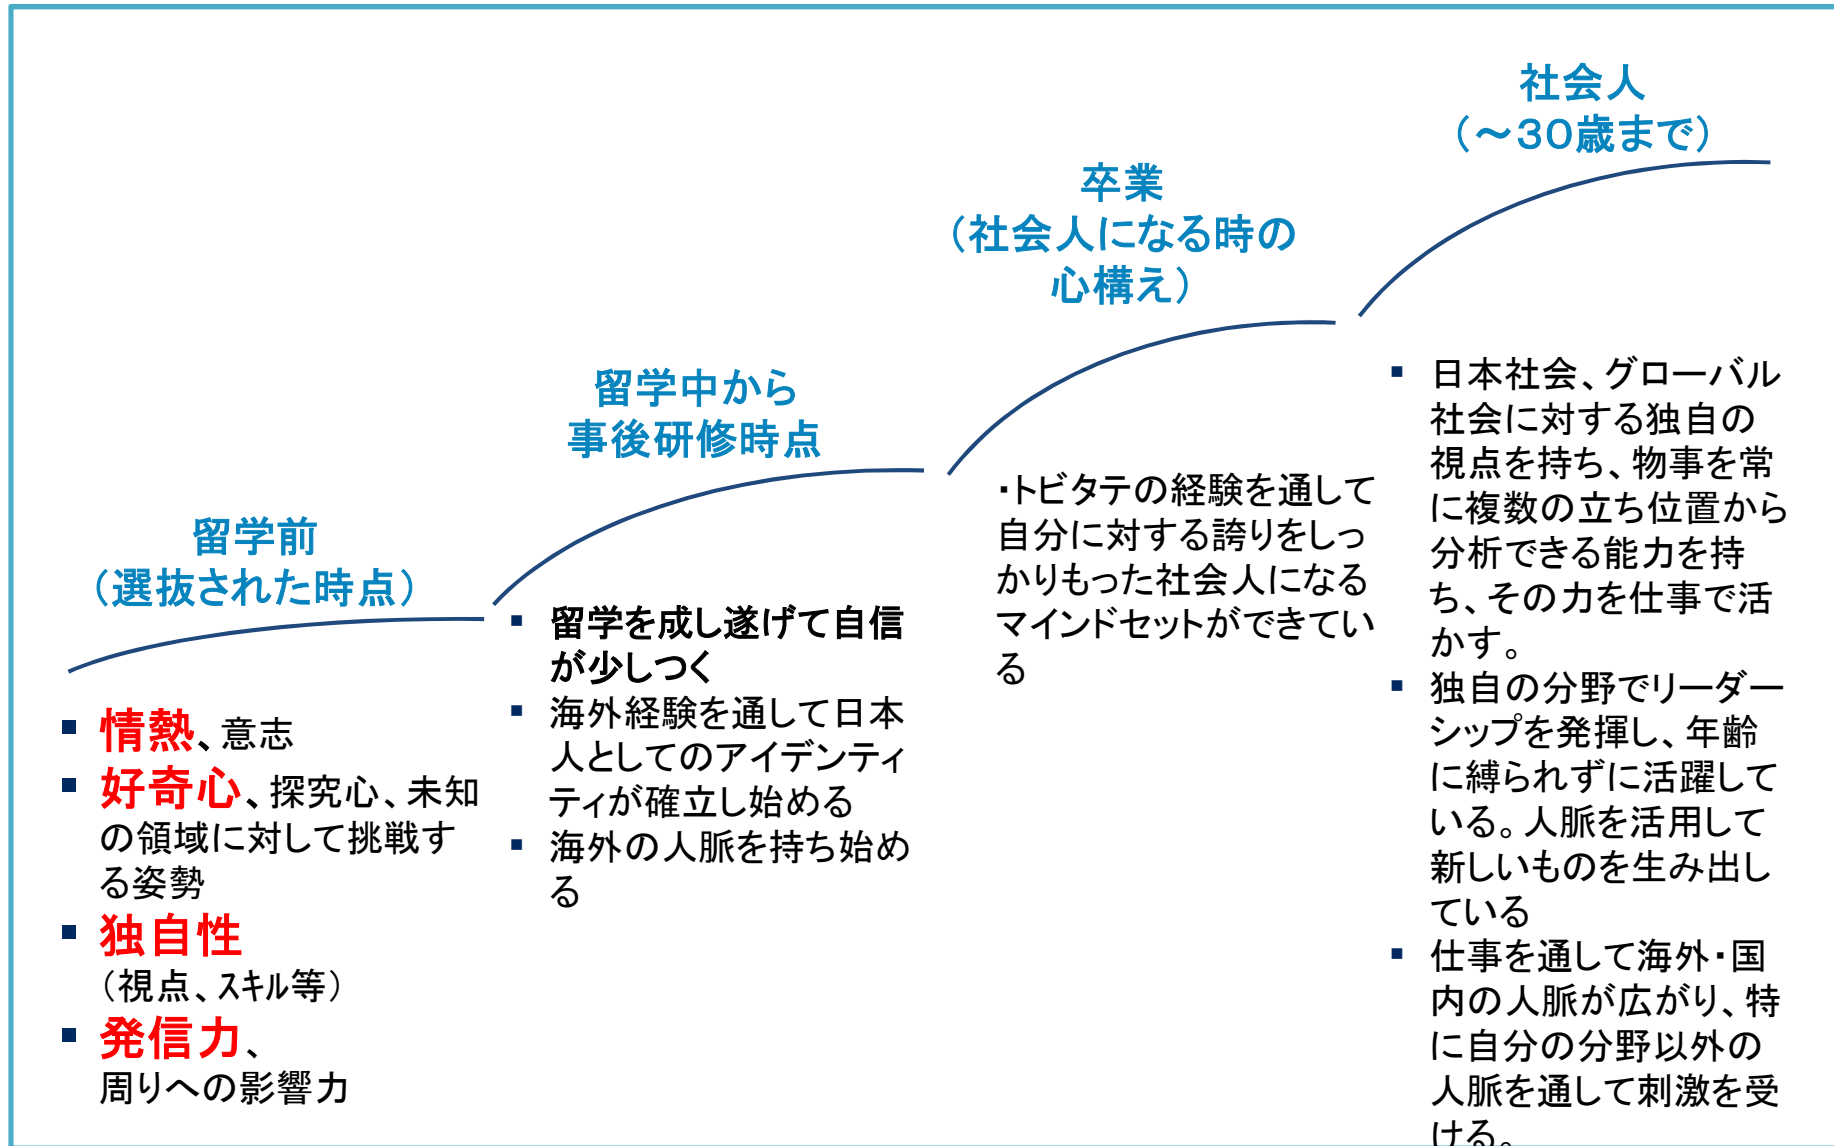 留学前
（選抜された時点）
▪ 情熱、意志
▪ 好奇心、探究心、未知
の領域に対して挑戦す
る姿勢
▪ 独自性
（視点、スキル等）
▪ 発信力、
周りへの影響力
留学中から
事後研修時点
▪ 留学を成し遂げて自信
が少しつく
▪ 海外経験を通して日本
人としてのアイデンティ
ティが確立し始める
▪ 海外の人脈を持ち始め
る
卒業
（社会人になる時の
心構え）
・トビタテの経験を通して
自分に対する誇りをしっ
かりもった社会人になる
マインドセットができてい
る
社会人
（～３０歳まで）
▪ 日本社会、グローバル
社会に対する独自の
視点を持ち、物事を常
に複数の立ち位置から
分析できる能力を持
ち、その力を仕事で活
かす。
▪ 独自の分野でリーダー
シップを発揮し、年齢
に縛られずに活躍して
いる。人脈を活用して
新しいものを生み出し
ている
▪ 仕事を通して海外・国
内の人脈が広がり、特
に自分の分野以外の
人脈を通して刺激を受
ける。